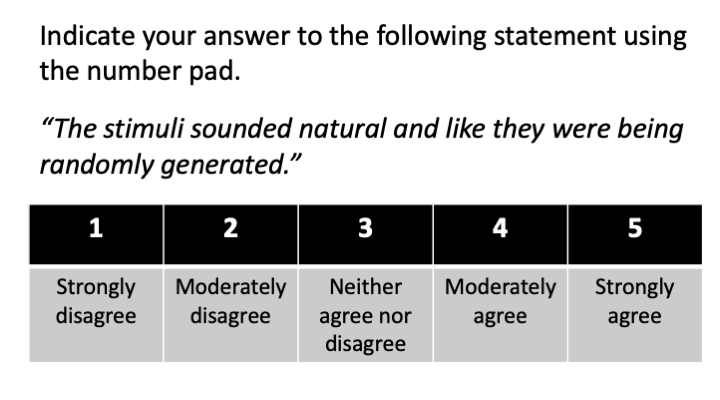 Indicate your answer to the following statement using
the number pad.
“The stimuli sounded natural and like they were being
randomly generated.”
1 2 3 4 5
Strongly disagree Moderately disagree Neither agree nor disagree Moderately agree Strongly agree